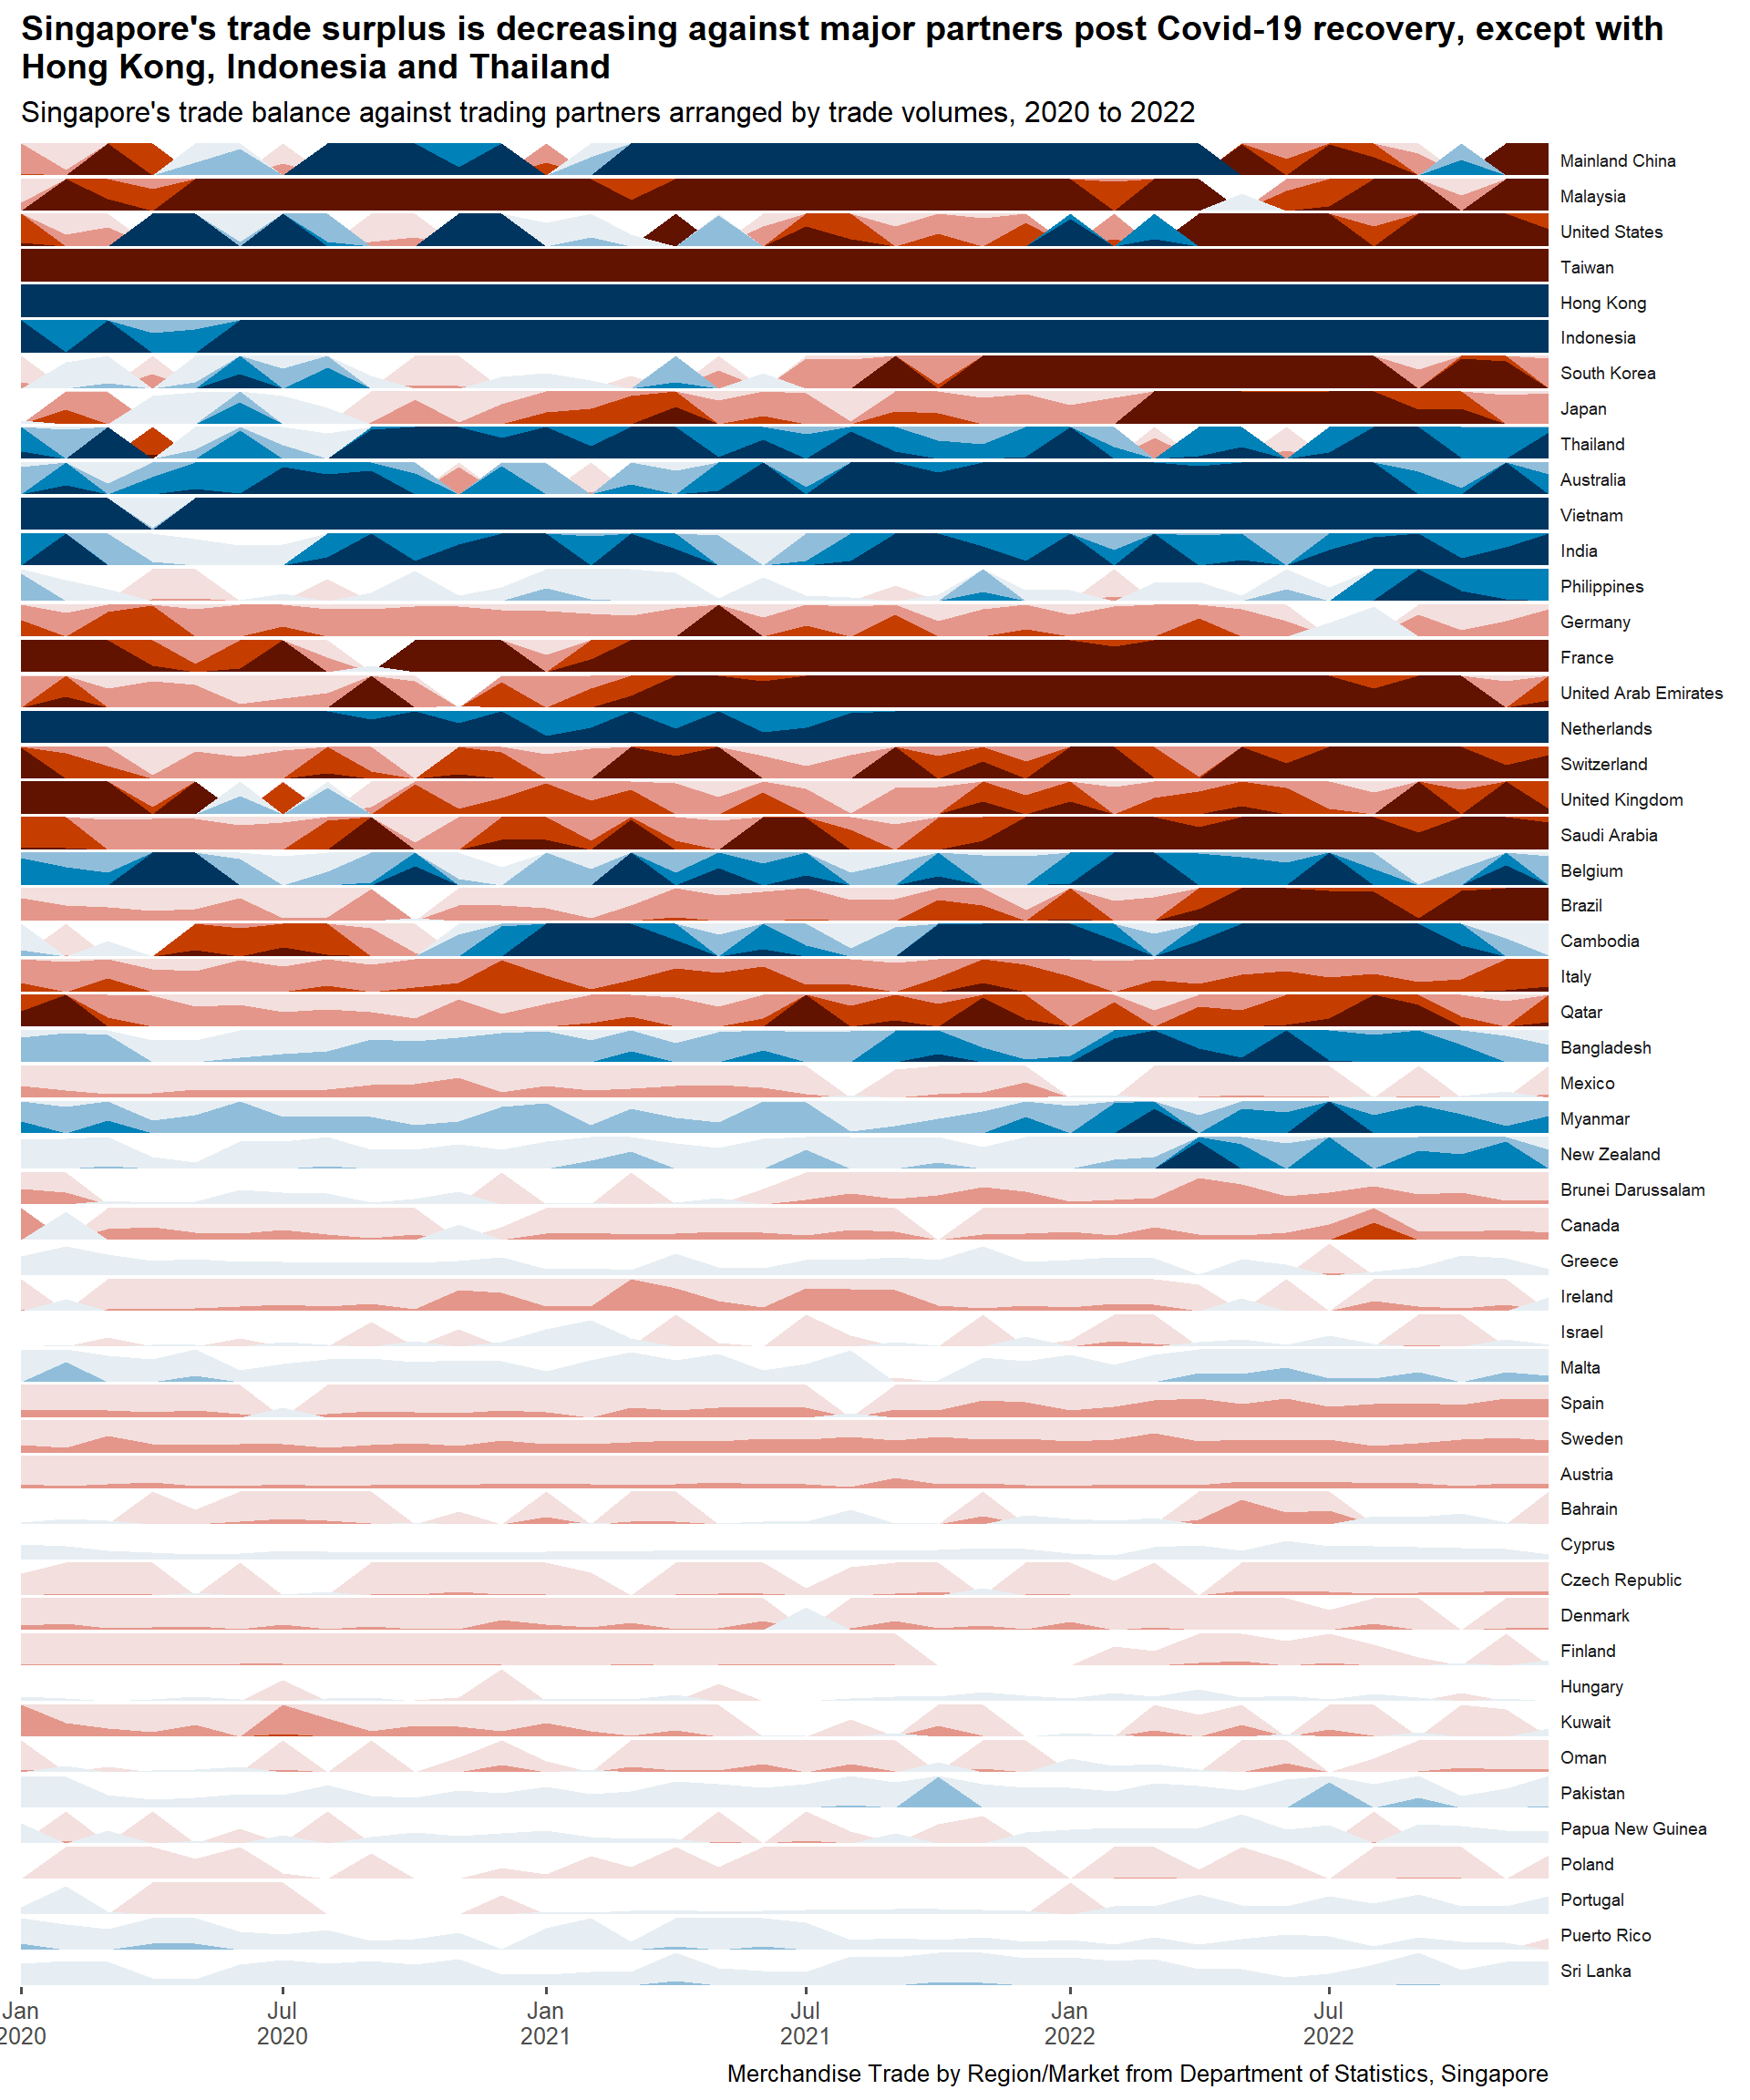 Singapore's trade surplus is decreasing against major partners post Covid-19 recovery, except with
Hong Kong, Indonesia and Thailand
Singapore's trade balance against trading partners arranged by trade volumes, 2020 to 2022
Mainland China
Malaysia
United States
Taiwan
Hong Kong
Indonesia
South Korea
Japan
Thailand
Australia
Vietnam
India
Philippines
Germany
France
United Arab Emirates
Netherlands
Switzerland
United Kingdom
Saudi Arabia
Belgium
Brazil
Cambodia
Italy
Qatar
Bangladesh
Mexico
Myanmar
New Zealand
Brunei Darussalam
Canada
Greece
Ireland
Israel
Malta
Spain
Sweden
Austria
Bahrain
Cyprus
Czech Republic
Denmark
Finland
Hungary
Kuwait
Oman
Pakistan
Papua New Guinea
Poland
Portugal
Puerto Rico
Sri Lanka
Jan Jul Jan Jul Jan Jul
2020 2020 2021 2021 2022 2022
Merchandise Trade by Region/Market from Department of Statistics, Singapore